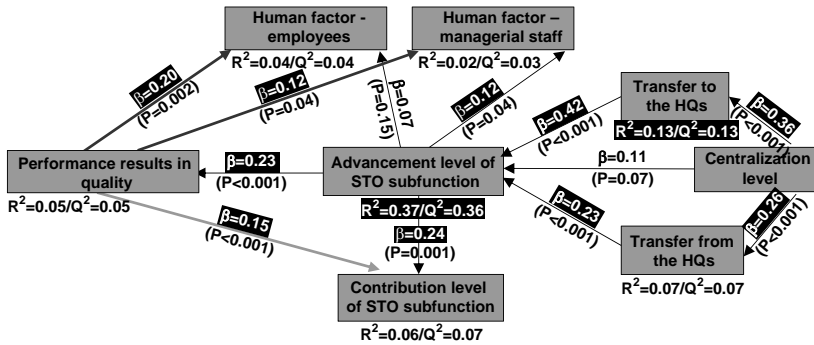 Human factor -
employees
R²=0.04/Q²=0.04
Human factor –
managerial staff
R²=0.02/Q²=0.03
β=0.20
(P=0.002)
β=0.12
(P=0.04)
β=0.07
(P=0.15)
β=0.12
(P=0.04)
β=0.42
(P<0.001)
Transfer to
the HQs
R²=0.13/Q²=0.13
β=0.36
(P<0.001)
Performance results in
quality
R²=0.05/Q²=0.05
β=0.23
(P<0.001)
Advancement level of
STO subfunction
R²=0.37/Q²=0.36
β=0.11
(P=0.07)
Centralization
level
β=0.15
(P<0.001)
β=0.24
(P=0.001)
β=0.23
(P<0.001)
Transfer from
the HQs
R²=0.07/Q²=0.07
β=0.26
(P<0.001)
Contribution level
of STO subfunction
R²=0.06/Q²=0.07